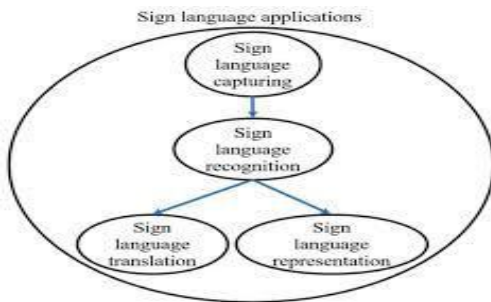 Sign language applications
Sign
language
capturing
Sign
language
recognition
Sign
language
translation
Sign
language
representation